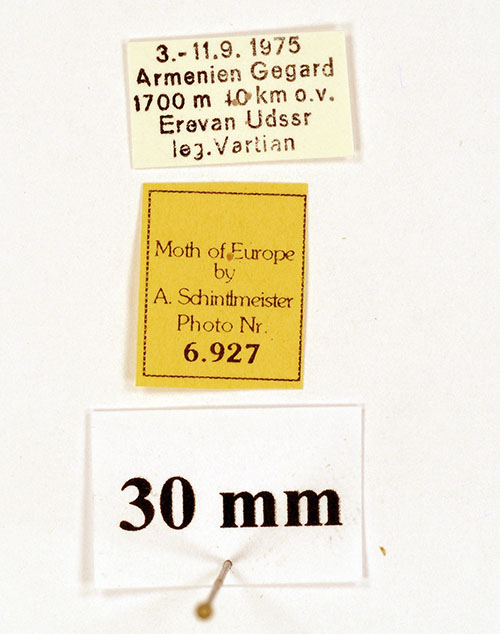 3.-11.9. 1975
Armenien Gegard
1700 m 40 km o.v.
Erevan Udssr
leg.Vartian
Moth of Europe
by
A. Schintlmeister
Photo Nr.
6.927
30 mm